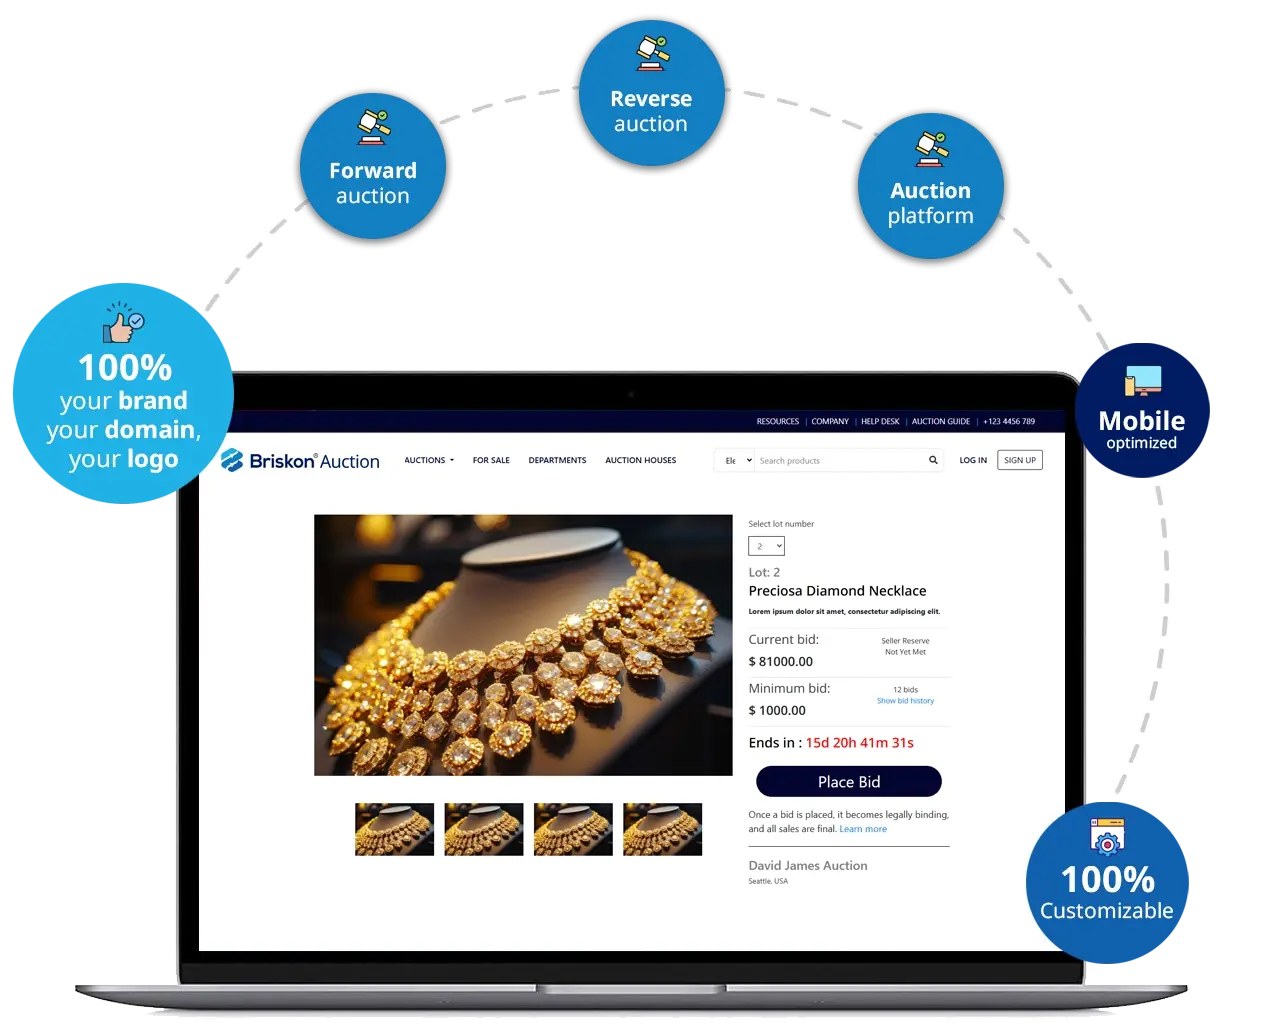 Reverse
auction
Forward
auction
Auction
platform
100%
your brand
your domain,
your logo
Mobile
optimized
RESOURCES | COMPANY | HELP DESK | AUCTION GUIDE | +123 4456 789
Briskon® Auction
AUCTIONS FOR SALE DEPARTMENTS AUCTION HOUSES
Ele Search products
LOG IN SIGN UP
Select lot number
2
Lot: 2
Preciosa Diamond Necklace
Lorem ipsum dolor sit amet, consectetur adipiscing elit.
Current bid:
$ 81000.00
Seller Reserve
Not Yet Met
Minimum bid:
$ 1000.00
12 bids
Show bid history
Ends in : 15d 20h 41m 31s
Place Bid
Once a bid is placed, it becomes legally binding,
and all sales are final. Learn more
David James Auction
Seattle, USA
100%
Customizable